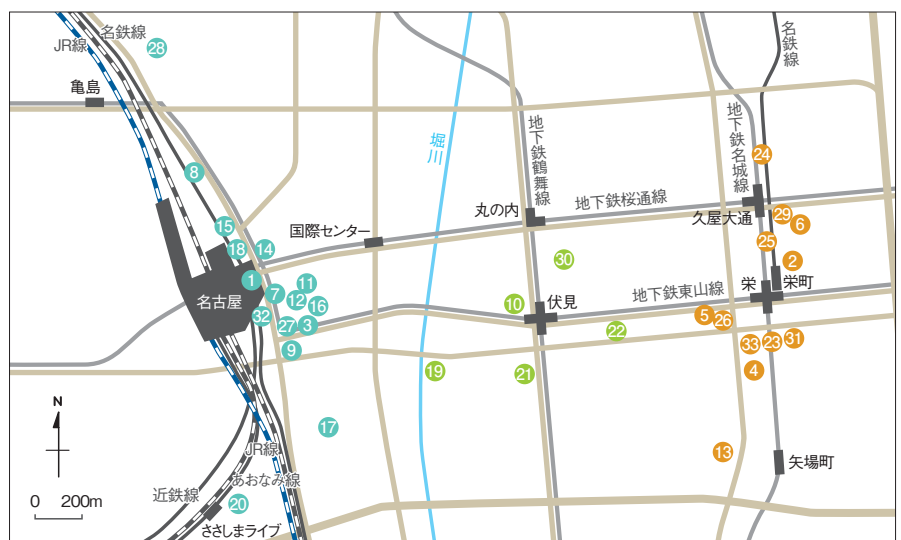 名鉄線
JR線
28
亀島
名鉄線
堀川
地下鉄鶴舞線
地下鉄名城線
24
8
地下鉄桜通線
丸の内
久屋大通
29
6
15
国際センター
18
14
25
30
2
1
名古屋
7
11
12
16
地下鉄東山線
栄
栄町
10
伏見
32
27
3
5
26
22
9
33
23
31
19
21
4
N
17
13
矢場町
JR線
あおなみ線
近鉄線
20
ささしまライブ
0 200m